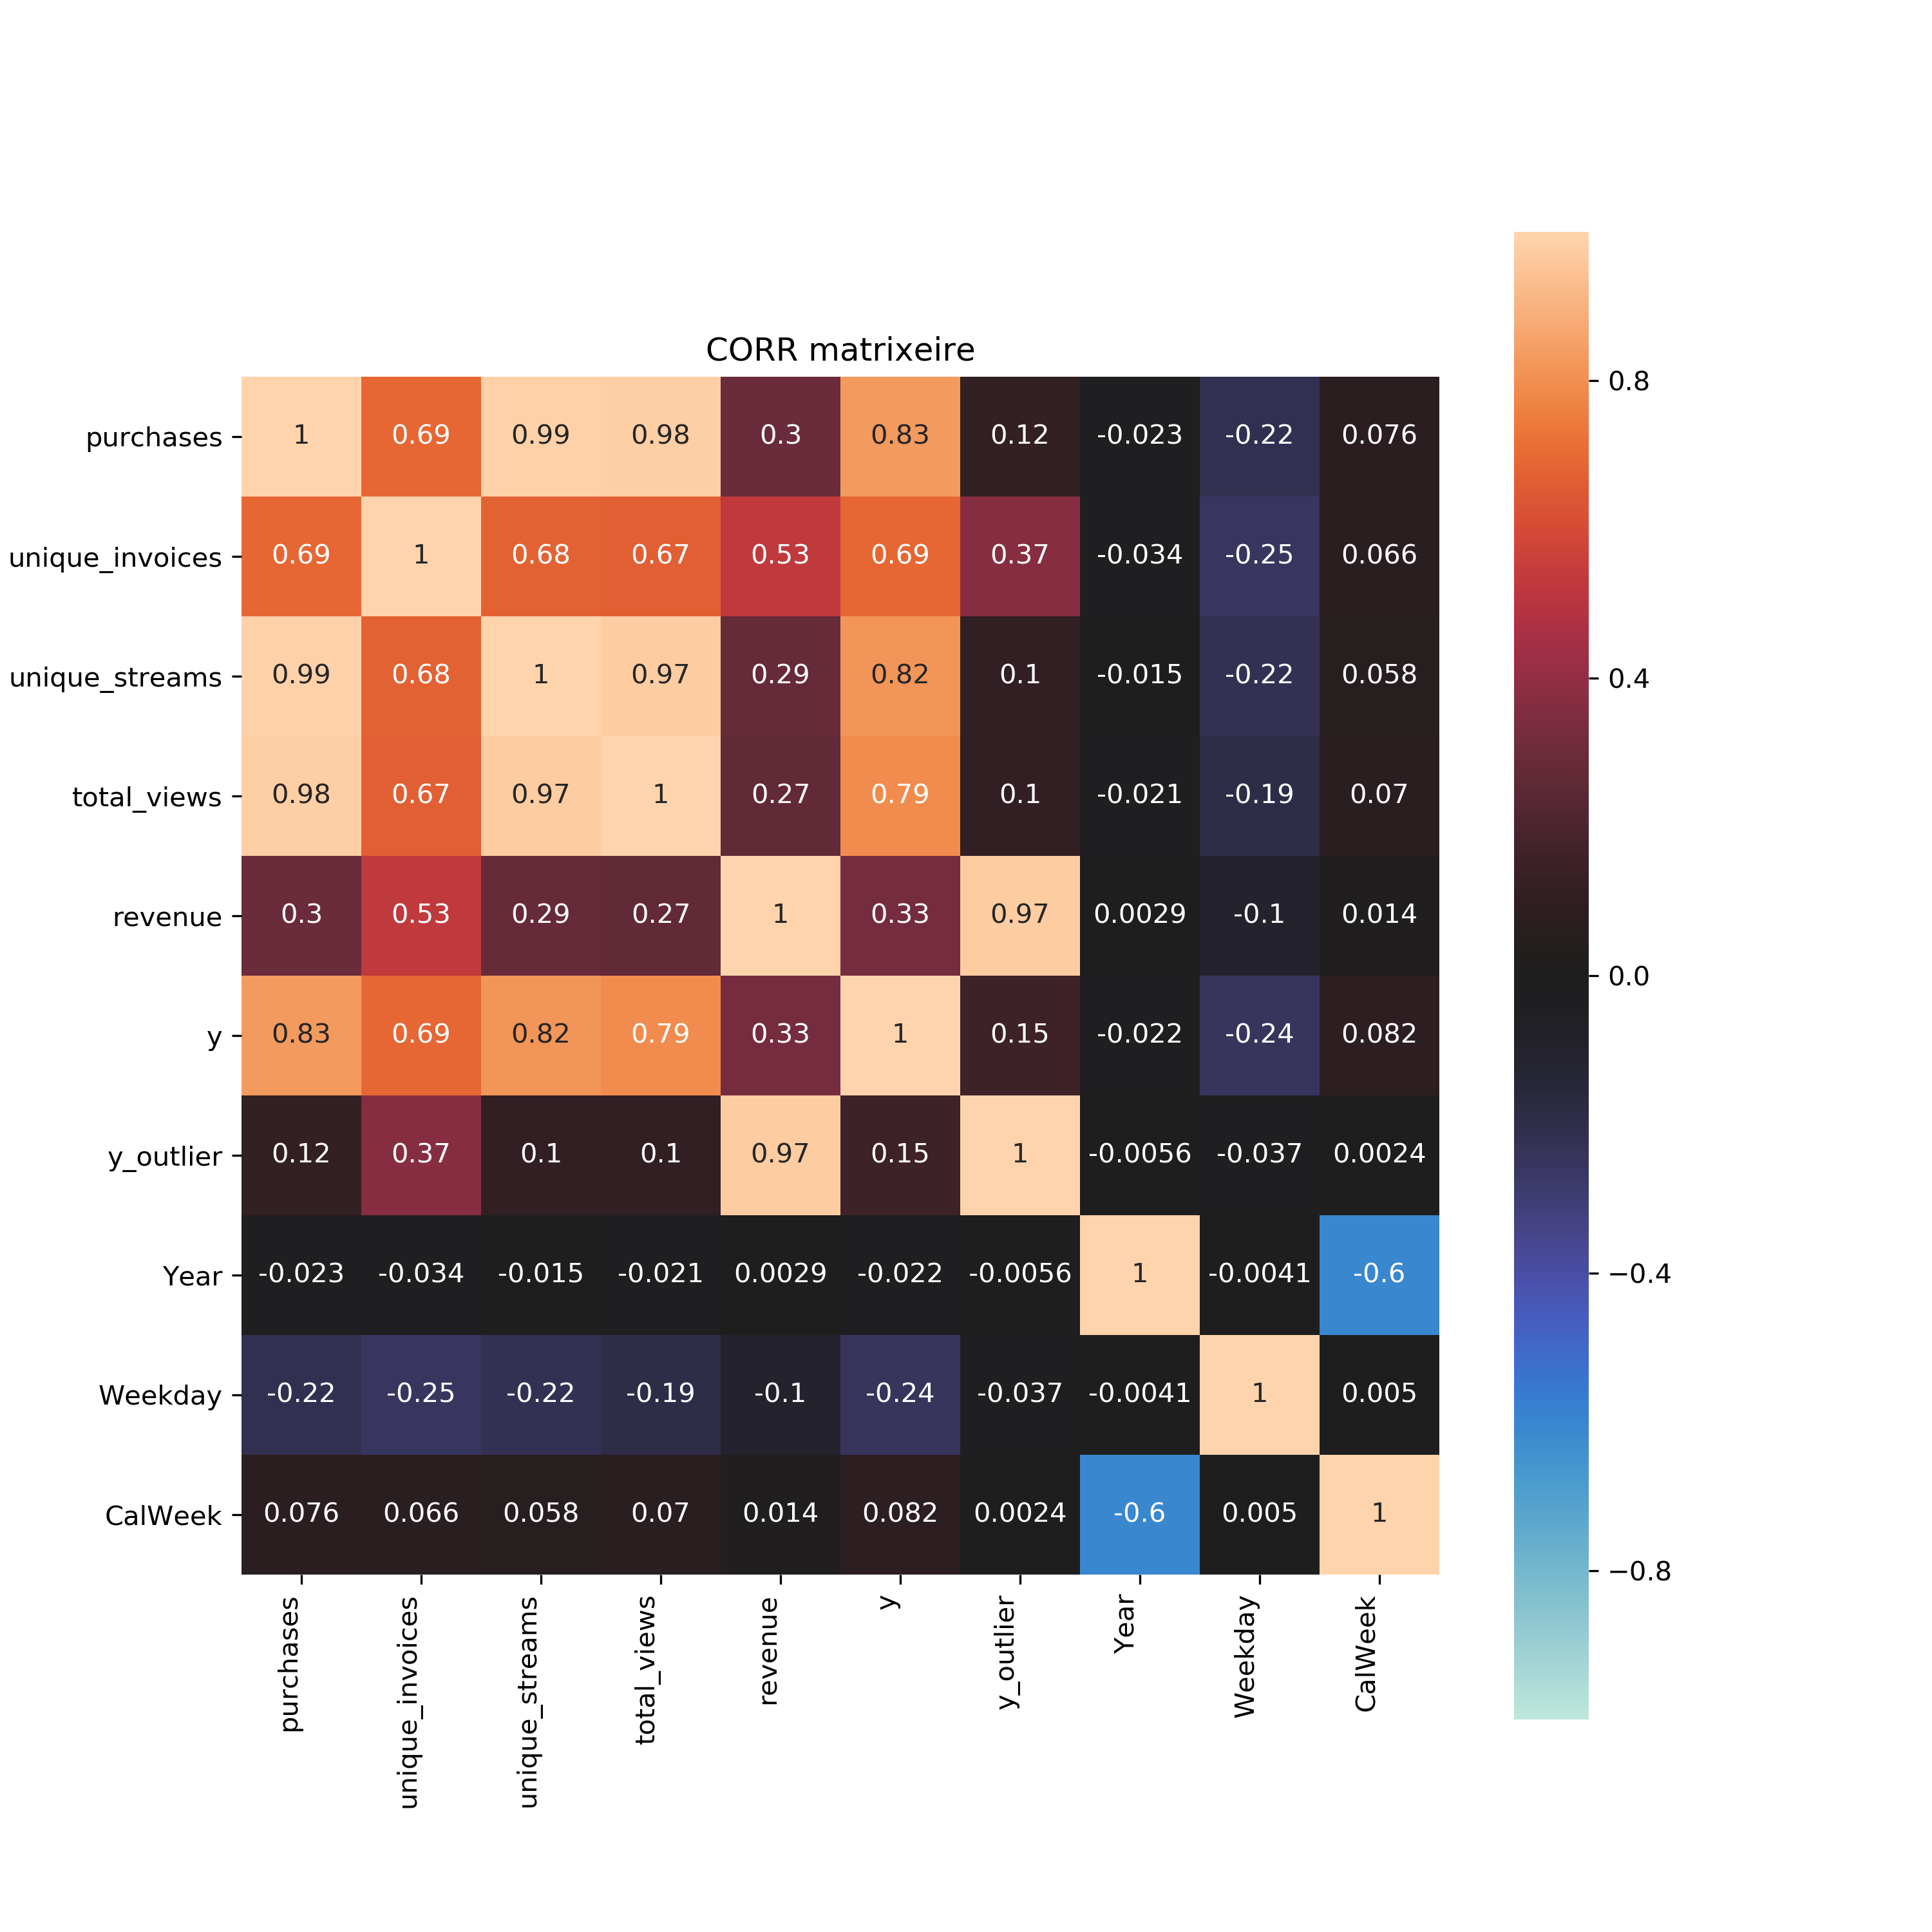 CORR matrixeire
purchases 1 0.69 0.99 0.98 0.3 0.83 0.12 -0.023 -0.22 0.076
unique_invoices 0.69 1 0.68 0.67 0.53 0.69 0.37 -0.034 -0.25 0.066
unique_streams 0.99 0.68 1 0.97 0.29 0.82 0.1 -0.015 -0.22 0.058
total_views 0.98 0.67 0.97 1 0.27 0.79 0.1 -0.021 -0.19 0.07
revenue 0.3 0.53 0.29 0.27 1 0.33 0.97 0.0029 -0.1 0.014
y 0.83 0.69 0.82 0.79 0.33 1 0.15 -0.022 -0.24 0.082
y_outlier 0.12 0.37 0.1 0.1 0.97 0.15 1 -0.0056 -0.037 0.0024
Year -0.023 -0.034 -0.015 -0.021 0.0029 -0.022 -0.0056 1 -0.0041 -0.6
Weekday -0.22 -0.25 -0.22 -0.19 -0.1 -0.24 -0.037 -0.0041 1 0.005
CalWeek 0.076 0.066 0.058 0.07 0.014 0.082 0.0024 -0.6 0.005 1
purchases
unique_invoices
unique_streams
total_views
revenue
y
y_outlier
Year
Weekday
CalWeek
0.8
0.4
0.0
−0.4
−0.8